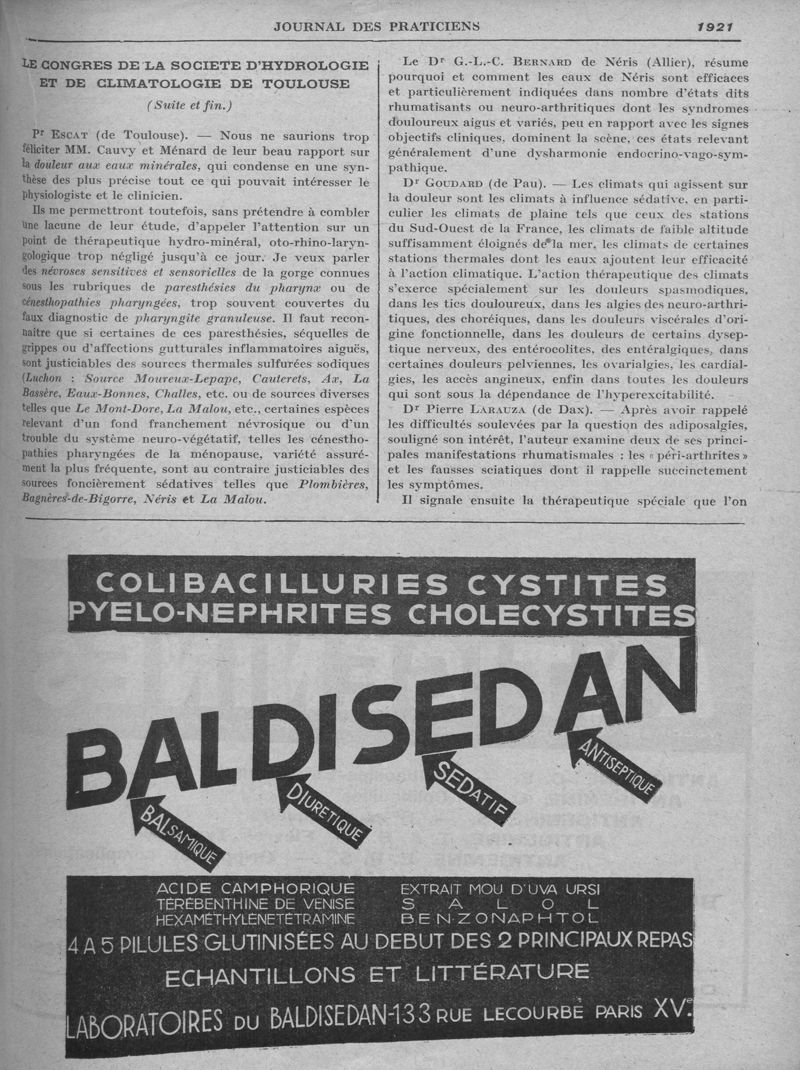 JOURNAL DES PRATICIENS 1921
LE CONGRES DE LA SOCIETE D'HYDROLOGIE
ET DE CLIMATOLOGIE DE TOULOUSE
(Suite et fin.)
Pr ESCAT (de Toulouse). — Nous ne saurions trop
féliciter MM. Cauvy et Ménard de leur beau rapport sur
la douleur aux eaux minérales, qui condense en une syn-
thèse des plus précise tout ce qui pouvait intéresser le
physiologiste et le clinicien.
Ils me permettront toutefois, sans prétendre à combler
une lacune de leur étude, d'appeler l'attention sur un
point de thérapeutique hydro-minéral, oto-rhino-laryn-
gologique trop négligé jusqu'à ce jour. Je veux parler
des névroses sensitives et sensorielles de la gorge connues
sous les rubriques de paresthésies du pharynx ou de
cénesthopathies pharyngées, trop souvent couvertes du
faux diagnostic de pharyngite granuleuse. Il faut recon-
naître que si certaines de ces paresthésies, séquelles de
grippes ou d'affections gutturales inflammatoires aiguës,
sont justiciables des sources thermales sulfurées sodiques
(Luchon : Source Moureux-Lepape, Cauterets, Ax, La
Bassère, Eaux-Bonnes, Challes, etc. ou de sources diverses
telles que Le Mont-Dore, La Malou, etc., certaines espèces
relevant d'un fond franchement névrosique ou d'un
trouble du système neuro-végétatif, telles les cénestho-
pathies pharyngées de la ménopause, variété assuré-
ment la plus fréquente, sont au contraire justiciables des
sources foncièrement sédatives telles que Plombières,
Bagnères-de-Bigorre, Néris et La Malou.
Le Dr G.-L.-C. BERNARD de Néris (Allier), résume
pourquoi et comment les eaux de Néris sont efficaces
et particulièrement indiquées dans nombre d'états dits
rhumatisants ou neuro-arthritiques dont les syndromes
douloureux aigus et variés, peu en rapport avec les signes
objectifs cliniques, dominent la scène, ces états relevant
généralement d'une dysharmonie endocrino-vago-sym-
pathique.
Dr GOUDARD (de Pau). — Les climats qui agissent sur
la douleur sont les climats à influence sédative, en parti-
culier les climats de plaine tels que ceux des stations
du Sud-Ouest de la France, les climats de faible altitude
suffisamment éloignés de la mer, les climats de certaines
stations thermales dont les eaux ajoutent leur efficacité
à l'action climatique. L'action thérapeutique des climats
s'exerce spécialement sur les douleurs spasmodiques,
dans les tics douloureux, dans les algies des neuro-arthri-
tiques, des choréiques, dans les douleurs viscérales d'ori-
gine fonctionnelle, dans les douleurs de certains dysep-
tique nerveux, des entérocolites, des entéralgiques, dans
certaines douleurs pelviennes, les ovarialgies, les cardial-
gies, les accès angineux, enfin dans toutes les douleurs
qui sont sous la dépendance de l'hyperexcitabilité.
Dr Pierre LARAUZA (de Dax). — Après avoir rappelé
les difficultés soulevées par la question des adiposalgies,
souligné son intérêt, l'auteur examine deux de ses princi-
pales manifestations rhumatismales : les « péri-arthrites »
et les fausses sciatiques dont il rappelle succinctement
les symptômes.
Il signale ensuite la thérapeutique spéciale que l'on
COLIBACILLURIES CYSTITES
PYELO-NEPHRITES CHOLECYSTITES
BALDISEDAN
BALSAMIQUE
DIURETIQUE
SEDATIF
ANTISEPTIQUE
ACIDE CAMPHORIQUE EXTRAIT MOU D'UVA URSI
TÉRÉBENTHINE DE VENISE SALOL
HEXAMÉTHYLÈNETÉTRAMINE BENZONAPHTOL
4 A 5 PILULES GLUTINISÉES AU DEBUT DES 2 PRINCIPAUX REPAS
ECHANTILLONS ET LITTÉRATURE
LABORATOIRES DU BALDISEDAN-133 RUE LECOURBE PARIS XVe.